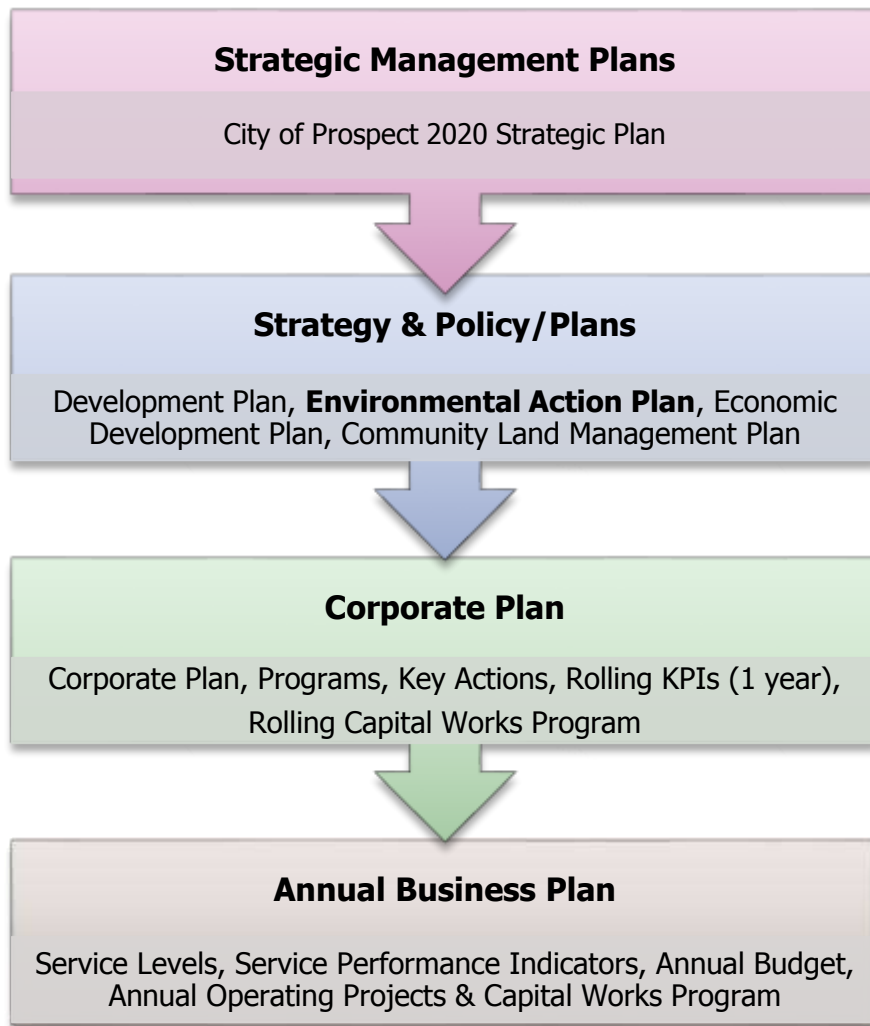 Strategic Management Plans
City of Prospect 2020 Strategic Plan
Strategy & Policy/Plans
Development Plan, Environmental Action Plan, Economic
Development Plan, Community Land Management Plan
Corporate Plan
Corporate Plan, Programs, Key Actions, Rolling KPIs (1 year),
Rolling Capital Works Program
Annual Business Plan
Service Levels, Service Performance Indicators, Annual Budget,
Annual Operating Projects & Capital Works Program